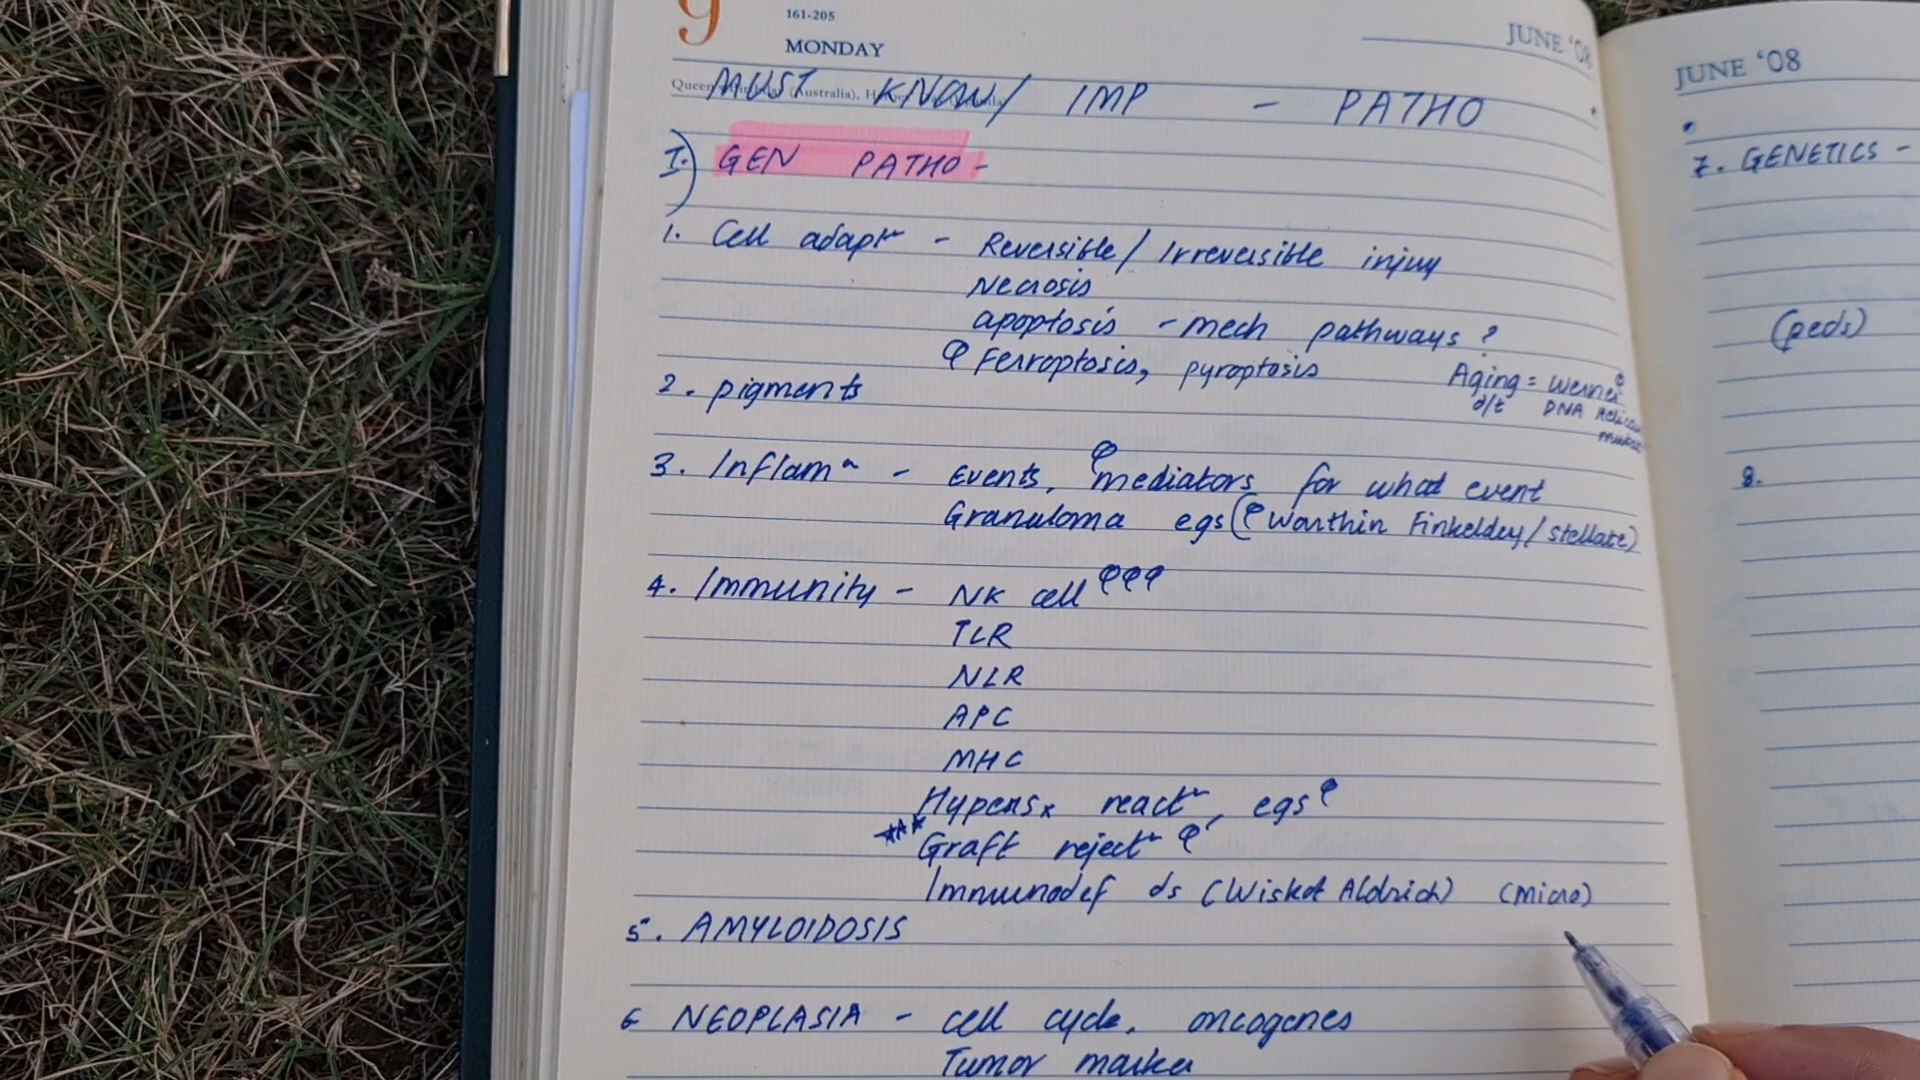 9
161-205
MONDAY
JUNE '08
MUST KNOW/ IMP - PATHO
I.) GEN PATHO -
1. Cell adaptⁿ - Reversible/ Irreversible injury
Necrosis
apoptosis - mech pathways ?
Q Ferroptosis, pyroptosis
Aging = Werner Q
d/t DNA
2. pigments
3. Inflamⁿ - Events, Q mediators for what event
Granuloma egs (Q Warthin Finkeldey/ stellate)
4. Immunity - NK cell QQQ
TLR
NLR
APC
MHC
Hypersx reactⁿ, egs Q
*** Graft rejectⁿ Q
Immunodef ds (Wiskot Aldrich) (micro)
5. AMYLOIDOSIS
6 NEOPLASIA - cell cycle, oncogenes
Tumor marker
JUNE '08
7. GENETICS -
(peds)
8.